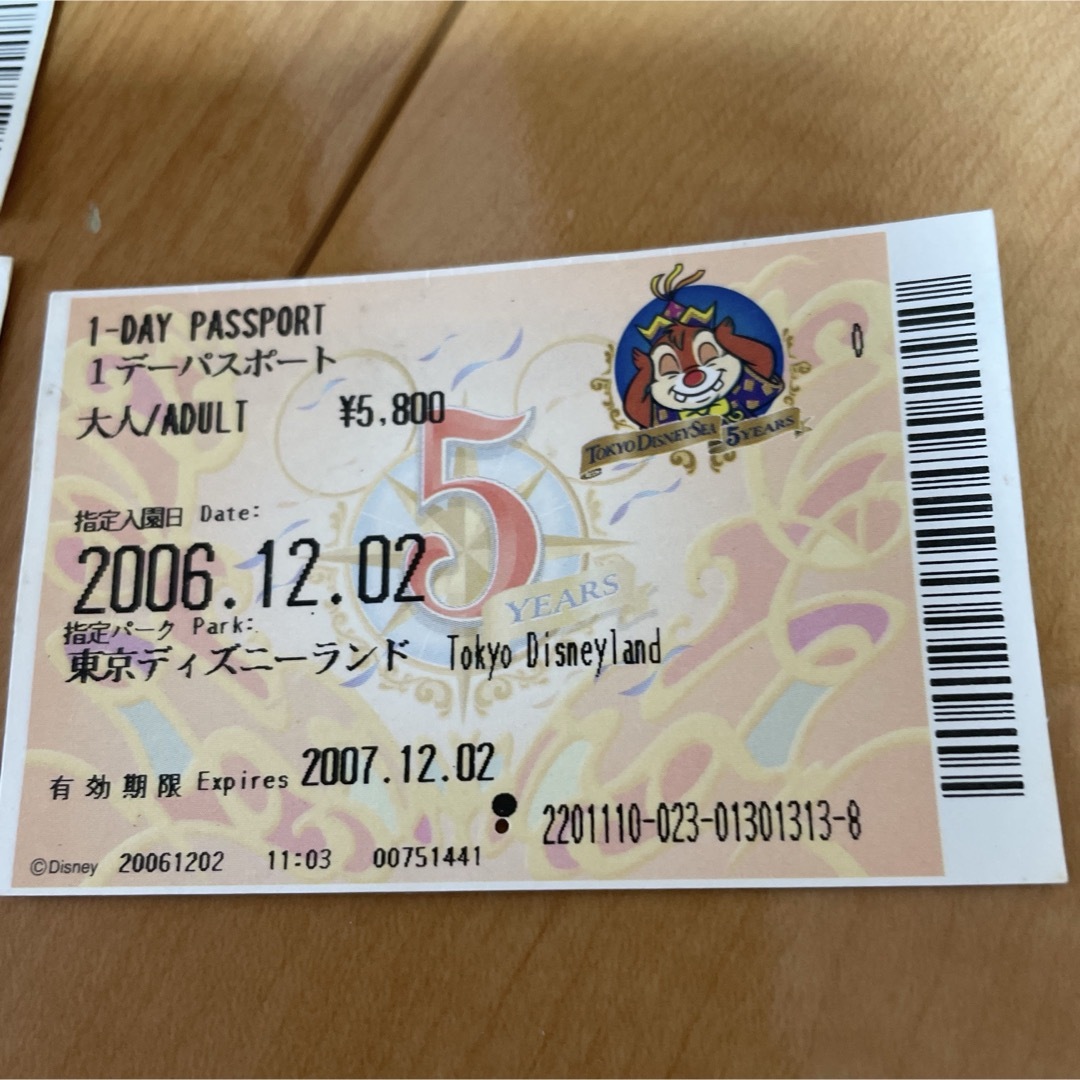 1-DAY PASSPORT
1デーパスポート
大人/ADULT ¥5,800
0
TOKYO DISNEYSEA 5 YEARS
5 YEARS
指定入園日 Date:
2006.12.02
指定パーク Park:
東京ディズニーランド Tokyo Disneyland
有効期限 Expires 2007.12.02
2201110-023-01301313-8
©Disney 20061202 11:03 00751441